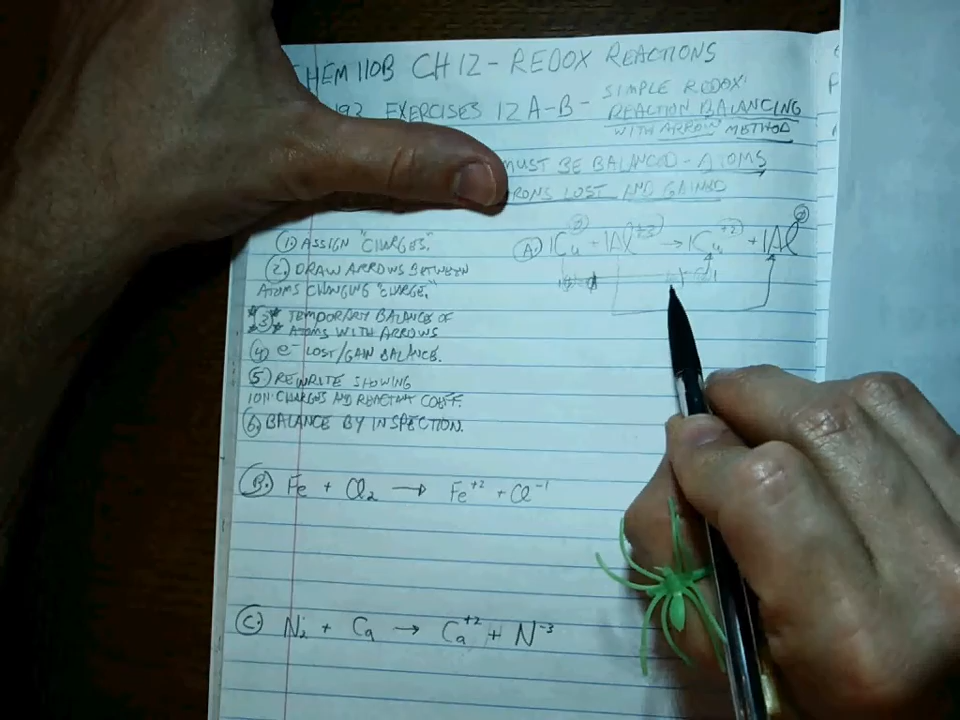 HEM 110B CH 12 - REDOX REACTIONS
193 EXERCISES 12 A-B - SIMPLE REDOX
REACTION BALANCING
WITH "ARROW" METHOD
MUST BE BALANCED - ATOMS
RONS LOST AND GAINED
(1) ASSIGN "CHARGES."
(A) 1Cu + 1Al+3 → 1Cu+2 + 1Al
(2) DRAW ARROWS BETWEEN
ATOMS CHANGING "CHARGE."
*(3)* TEMPORARY BALANCE OF
ATOMS WITH ARROWS
(4) e- LOST/GAIN BALANCE.
(5) REWRITE SHOWING
ION CHARGES AND REACTANT COEFF.
(6) BALANCE BY INSPECTION.
(B.) Fe + Cl2 → Fe+2 + Cl-1
(C.) N2 + Ca → Ca+2 + N-3